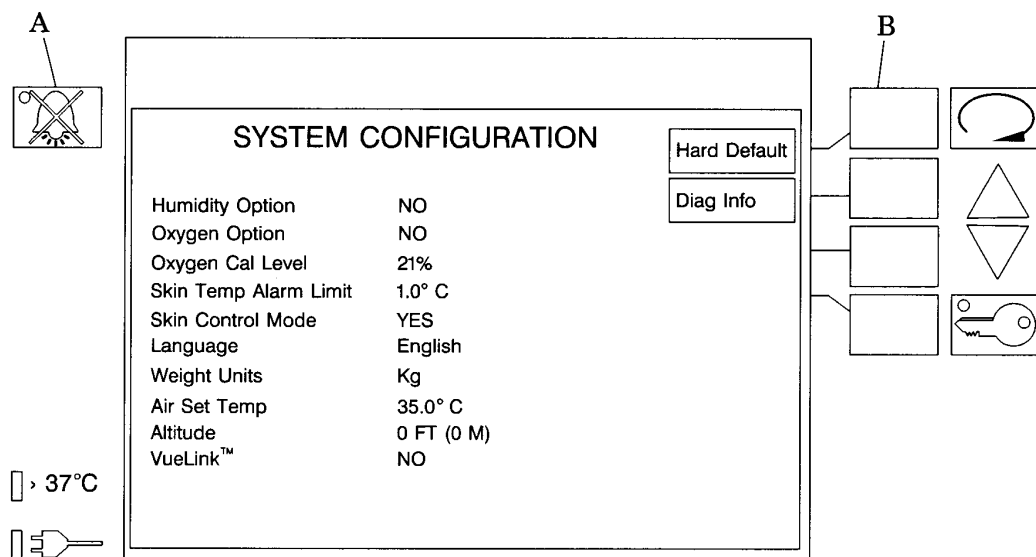 A
B
SYSTEM CONFIGURATION
Hard Default
Diag Info
Humidity Option NO
Oxygen Option NO
Oxygen Cal Level 21%
Skin Temp Alarm Limit 1.0° C
Skin Control Mode YES
Language English
Weight Units Kg
Air Set Temp 35.0° C
Altitude 0 FT (0 M)
VueLink™ NO
› 37°C